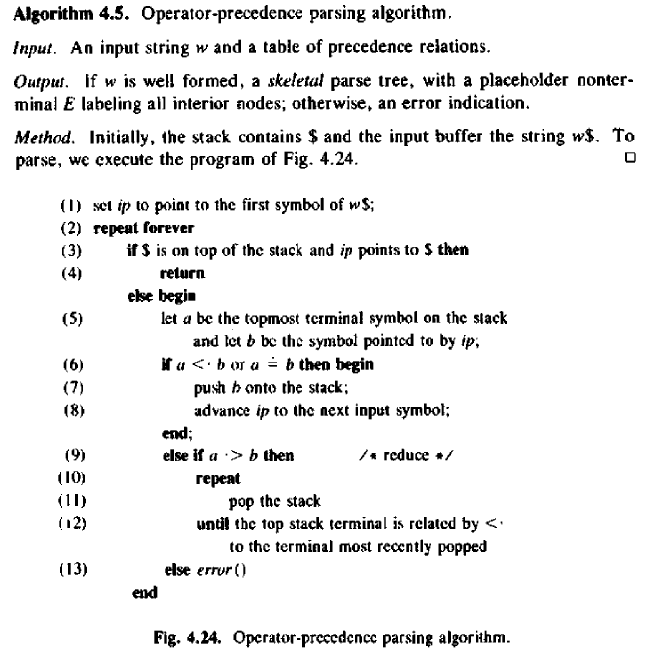 Algorithm 4.5. Operator-precedence parsing algorithm.
Input. An input string w and a table of precedence relations.
Output. If w is well formed, a skeletal parse tree, with a placeholder nonter-
minal E labeling all interior nodes; otherwise, an error indication.
Method. Initially, the stack contains $ and the input buffer the string w$. To
parse, we execute the program of Fig. 4.24. □
(1) set ip to point to the first symbol of w$;
(2) repeat forever
(3) if $ is on top of the stack and ip points to $ then
(4) return
else begin
(5) let a be the topmost terminal symbol on the stack
and let b be the symbol pointed to by ip;
(6) if a <· b or a ≐ b then begin
(7) push b onto the stack;
(8) advance ip to the next input symbol;
end;
(9) else if a ·> b then /* reduce */
(10) repeat
(11) pop the stack
(12) until the top stack terminal is related by <·
to the terminal most recently popped
(13) else error()
end
Fig. 4.24. Operator-precedence parsing algorithm.